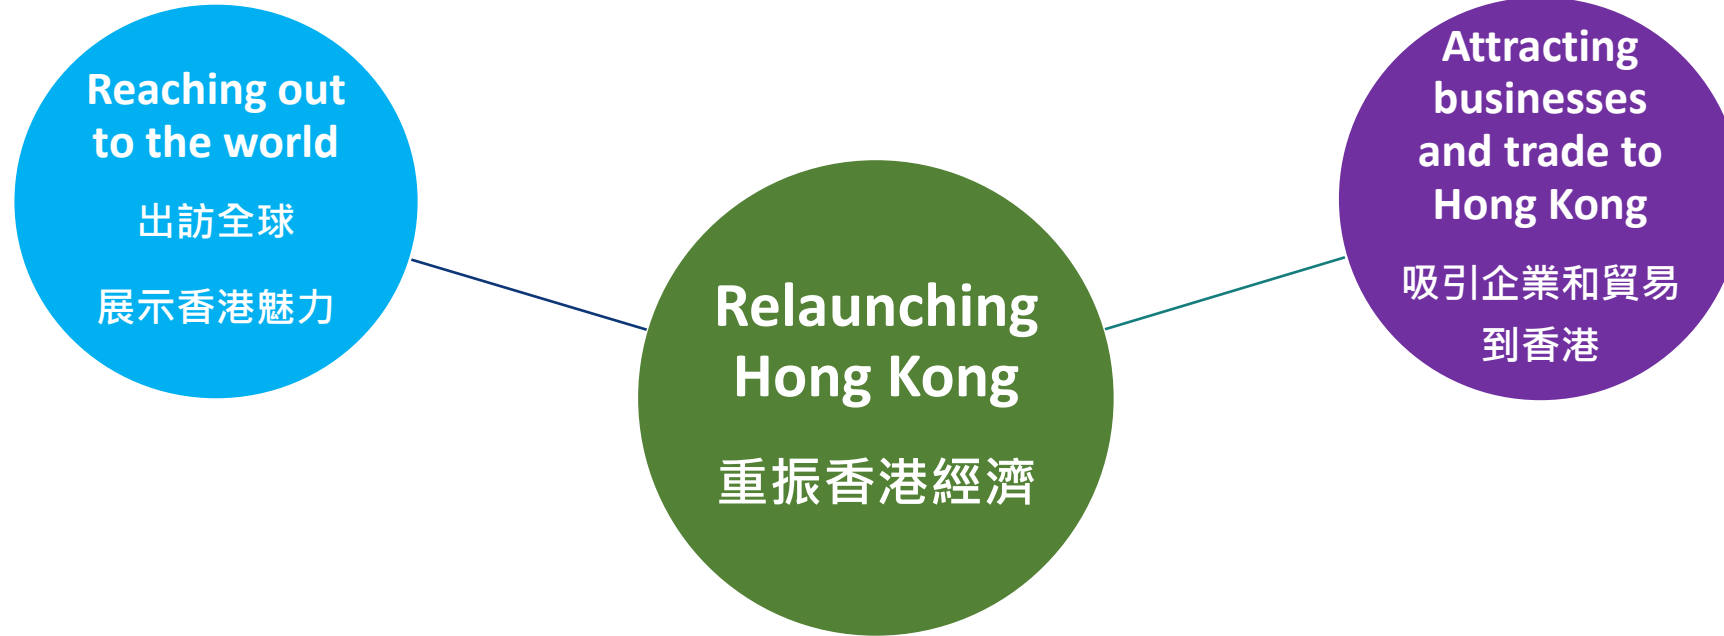 Reaching out
to the world
出訪全球
展示香港魅力
Relaunching
Hong Kong
重振香港經濟
Attracting
businesses
and trade to
Hong Kong
吸引企業和貿易
到香港